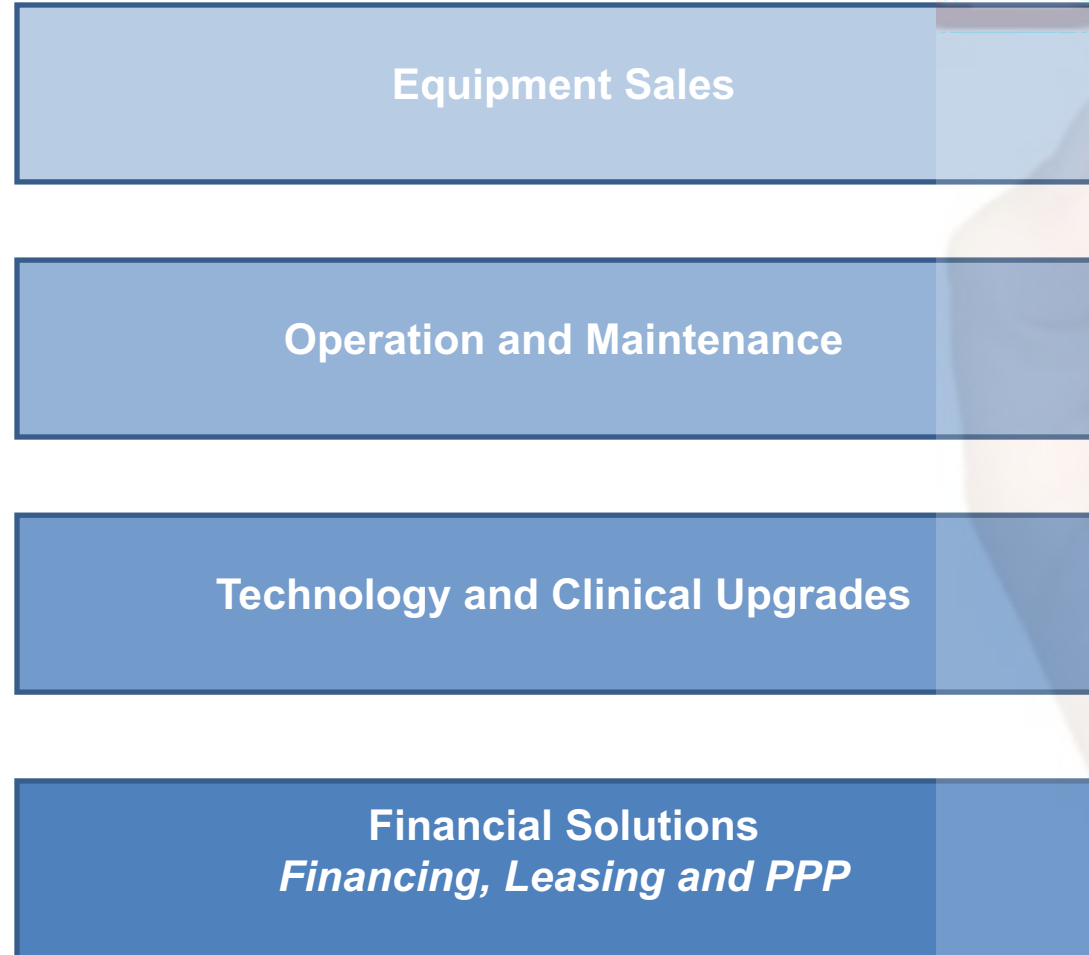 Equipment Sales
Operation and Maintenance
Technology and Clinical Upgrades
Financial Solutions
Financing, Leasing and PPP